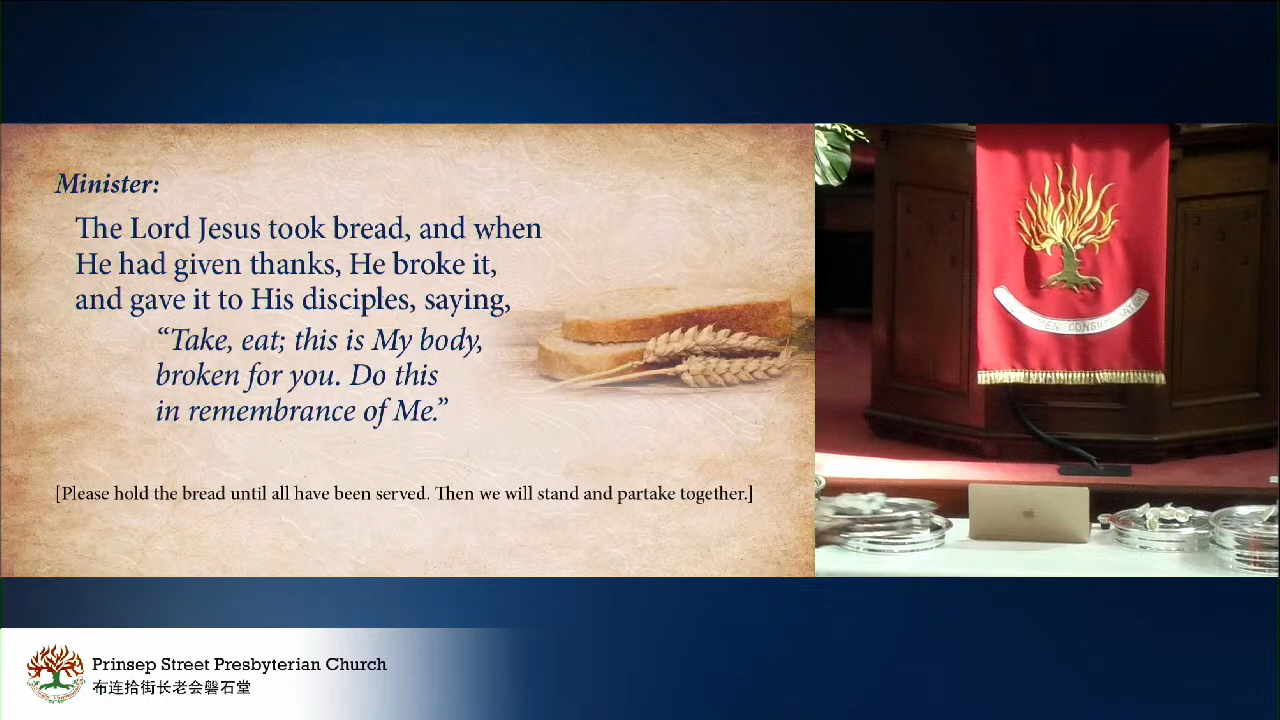 Minister:
The Lord Jesus took bread, and when
He had given thanks, He broke it,
and gave it to His disciples, saying,
“Take, eat; this is My body,
broken for you. Do this
in remembrance of Me.”
[Please hold the bread until all have been served. Then we will stand and partake together.]
CONSUM
Prinsep Street Presbyterian Church
布连拾街长老会磐石堂